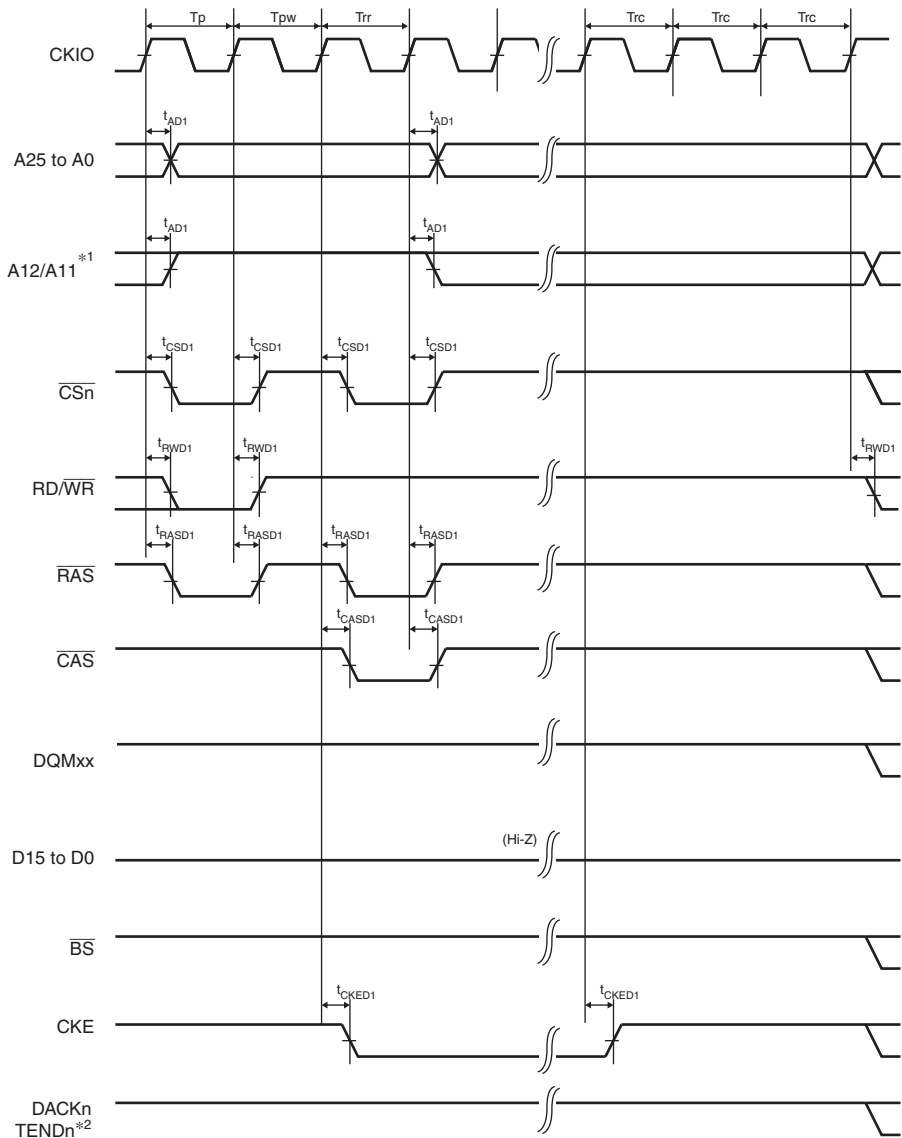 Tp Tpw Trr Trc Trc Trc
CKIO
tAD1 tAD1
A25 to A0
tAD1 tAD1
A12/A11*1
tCSD1 tCSD1 tCSD1 tCSD1
CSn
tRWD1 tRWD1 tRWD1
RD/WR
tRASD1 tRASD1 tRASD1 tRASD1
RAS
tCASD1 tCASD1
CAS
DQMxx
(Hi-Z)
D15 to D0
BS
tCKED1 tCKED1
CKE
DACKn
TENDn*2